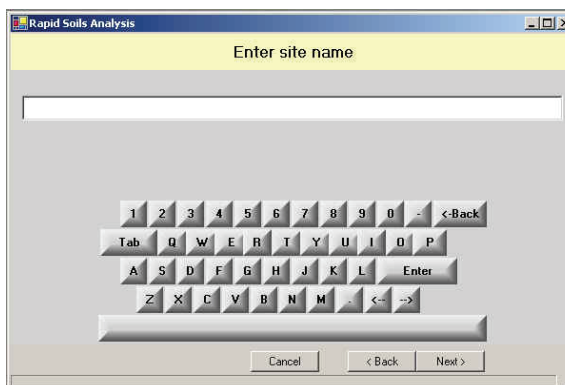 Rapid Soils Analysis
Enter site name
1 2 3 4 5 6 7 8 9 0 - <-Back
Tab Q W E R T Y U I O P
A S D F G H J K L Enter
Z X C V B N M . <-- -->
Cancel < Back Next >